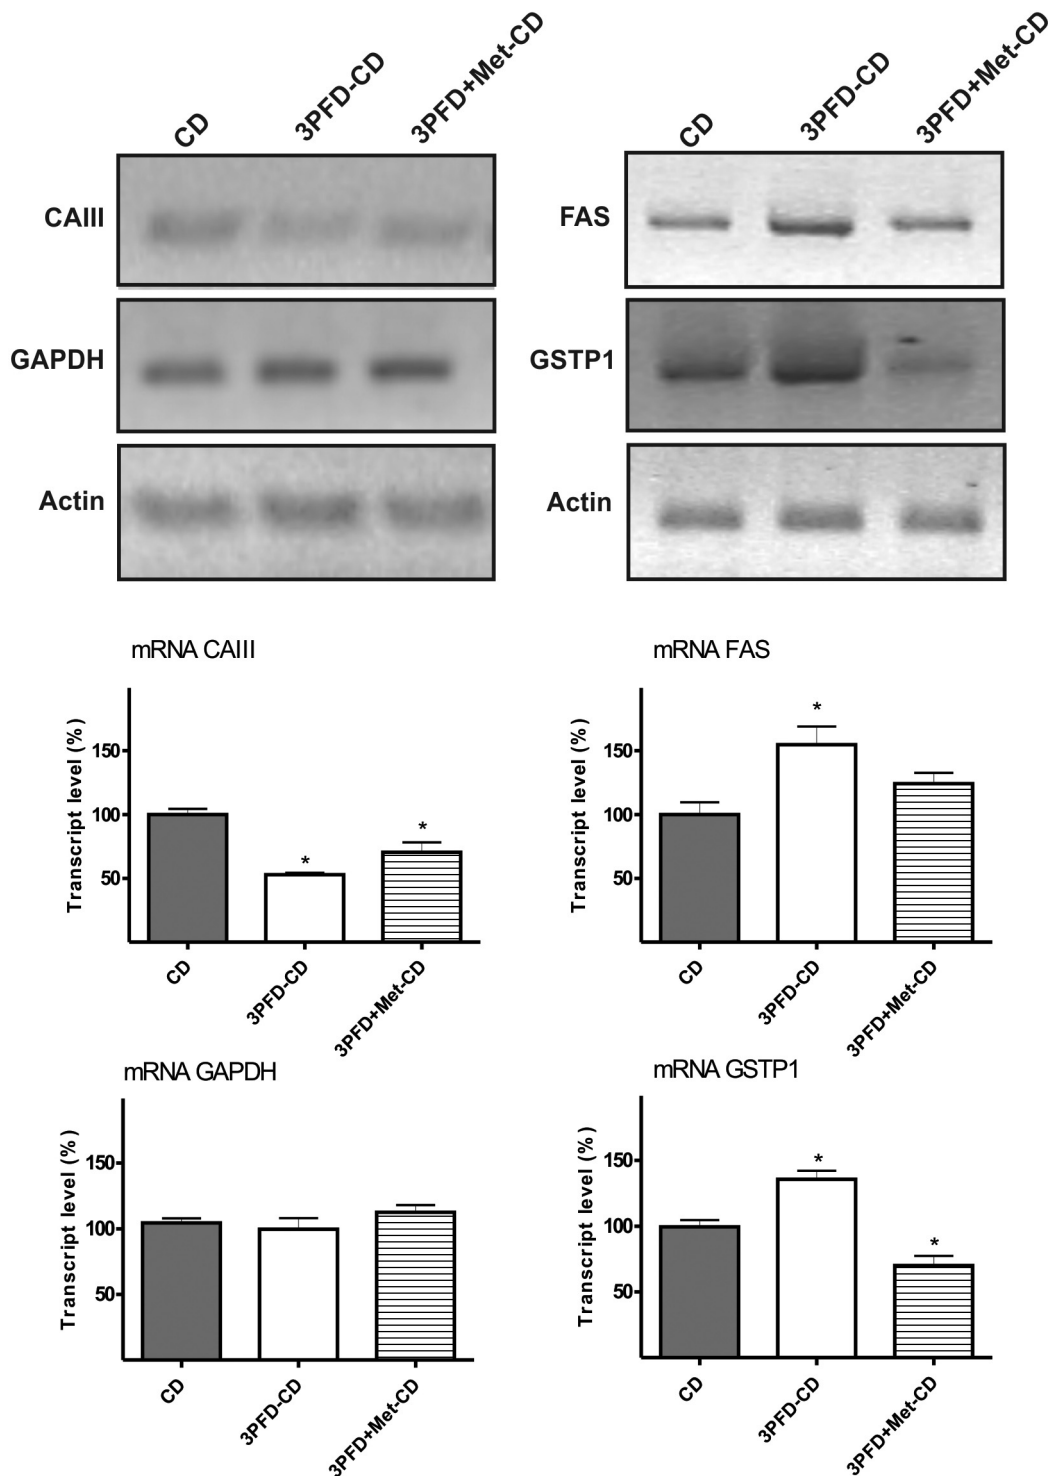 CD 3PFD-CD 3PFD+Met-CD
CAIII
GAPDH
Actin
CD 3PFD-CD 3PFD+Met-CD
FAS
GSTP1
Actin
mRNA CAIII
Transcript level (%)
150
100
50
*
*
CD 3PFD-CD 3PFD+Met-CD
mRNA FAS
Transcript level (%)
150
100
50
*
CD 3PFD-CD 3PFD+Met-CD
mRNA GAPDH
Transcript level (%)
150
100
50
CD 3PFD-CD 3PFD+Met-CD
mRNA GSTP1
Transcript level (%)
150
100
50
*
*
CD 3PFD-CD 3PFD+Met-CD